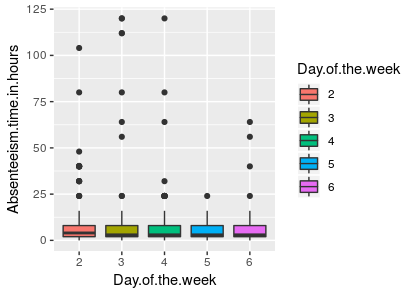 125
100
75
50
25
0
Absenteeism.time.in.hours
2 3 4 5 6
Day.of.the.week
Day.of.the.week
2
3
4
5
6